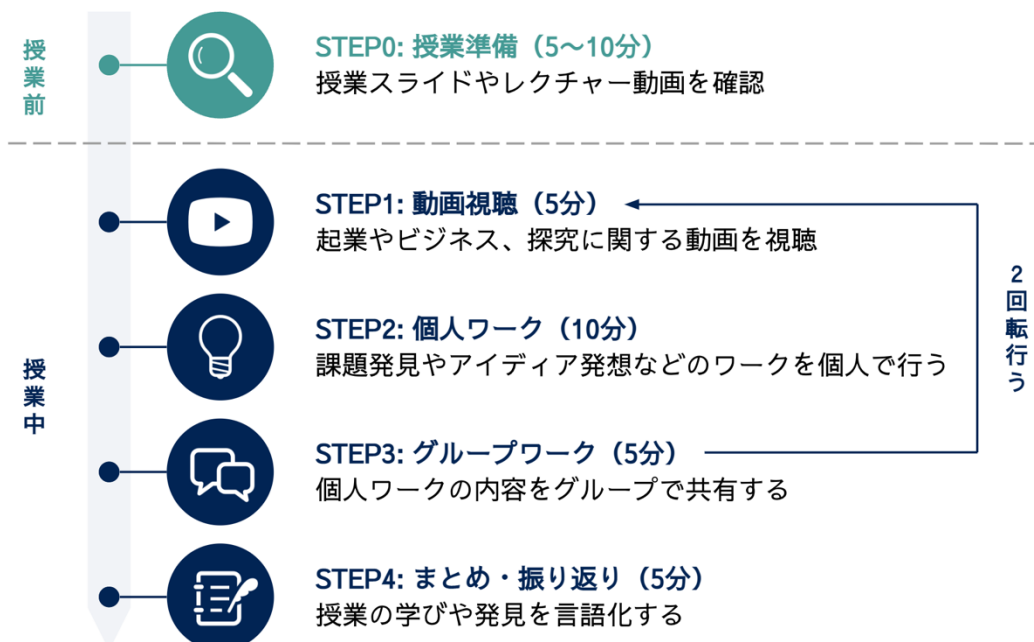 授業前
STEP0: 授業準備（5〜10分）
授業スライドやレクチャー動画を確認
授業中
STEP1: 動画視聴（5分）
起業やビジネス、探究に関する動画を視聴
STEP2: 個人ワーク（10分）
課題発見やアイディア発想などのワークを個人で行う
STEP3: グループワーク（5分）
個人ワークの内容をグループで共有する
2回転行う
STEP4: まとめ・振り返り（5分）
授業の学びや発見を言語化する